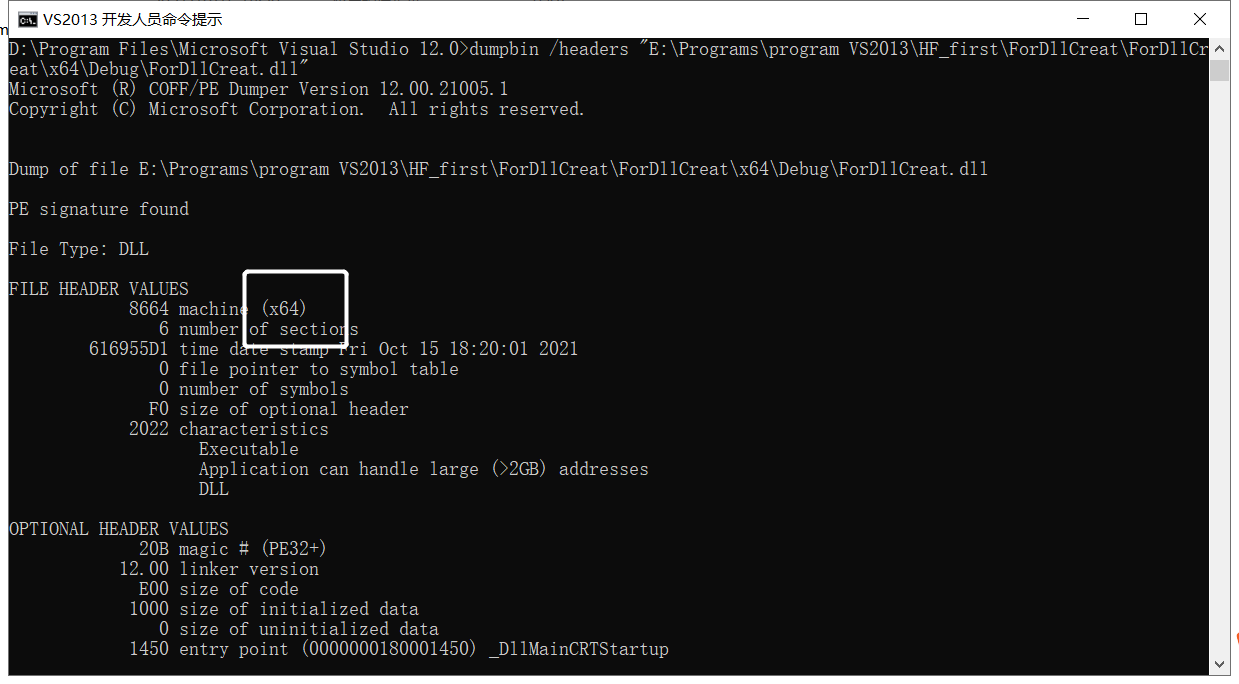 VS2013 开发人员命令提示
D:\Program Files\Microsoft Visual Studio 12.0>dumpbin /headers "E:\Programs\program VS2013\HF_first\ForDllCreat\ForDllCr
eat\x64\Debug\ForDllCreat.dll"
Microsoft (R) COFF/PE Dumper Version 12.00.21005.1
Copyright (C) Microsoft Corporation.  All rights reserved.
Dump of file E:\Programs\program VS2013\HF_first\ForDllCreat\ForDllCreat\x64\Debug\ForDllCreat.dll
PE signature found
File Type: DLL
FILE HEADER VALUES
8664 machine (x64)
6 number of sections
616955D1 time date stamp Fri Oct 15 18:20:01 2021
0 file pointer to symbol table
0 number of symbols
F0 size of optional header
2022 characteristics
Executable
Application can handle large (>2GB) addresses
DLL
OPTIONAL HEADER VALUES
20B magic # (PE32+)
12.00 linker version
E00 size of code
1000 size of initialized data
0 size of uninitialized data
1450 entry point (0000000180001450) _DllMainCRTStartup